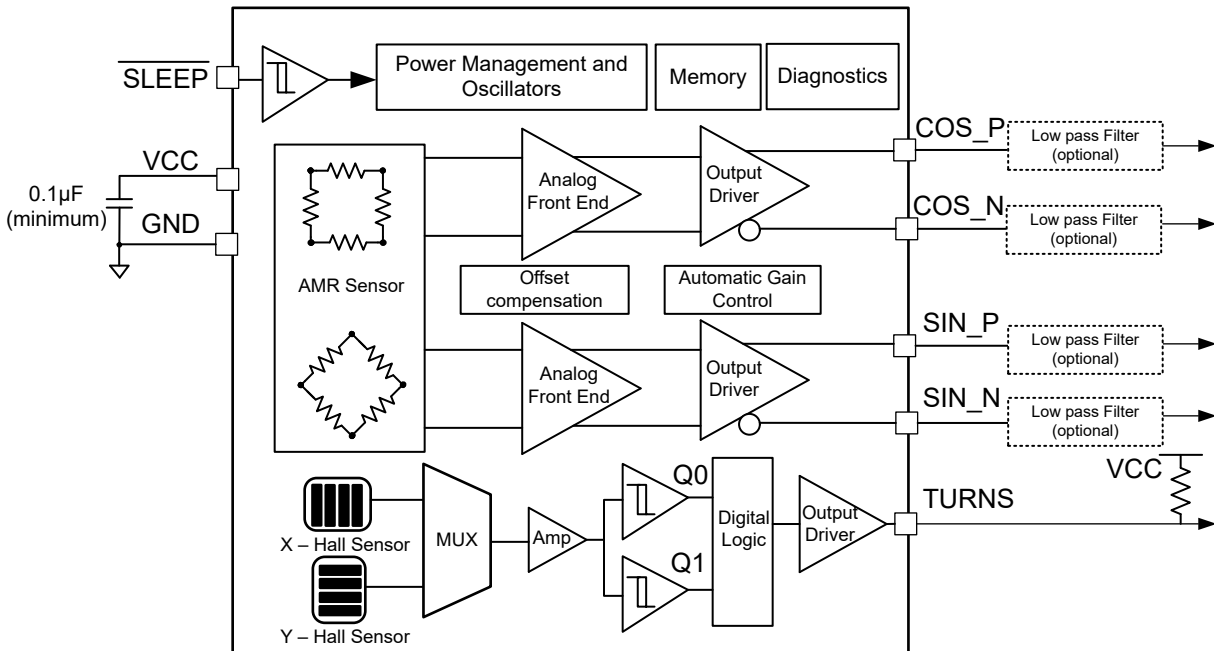 SLEEP
Power Management and
Oscillators
Memory
Diagnostics
VCC
0.1µF
(minimum)
GND
AMR Sensor
Analog
Front End
Output
Driver
COS_P
Low pass Filter
(optional)
COS_N
Low pass Filter
(optional)
Offset
compensation
Automatic Gain
Control
Analog
Front End
Output
Driver
SIN_P
Low pass Filter
(optional)
SIN_N
Low pass Filter
(optional)
X – Hall Sensor
Y – Hall Sensor
MUX
Amp
Q0
Q1
Digital
Logic
Output
Driver
TURNS
VCC